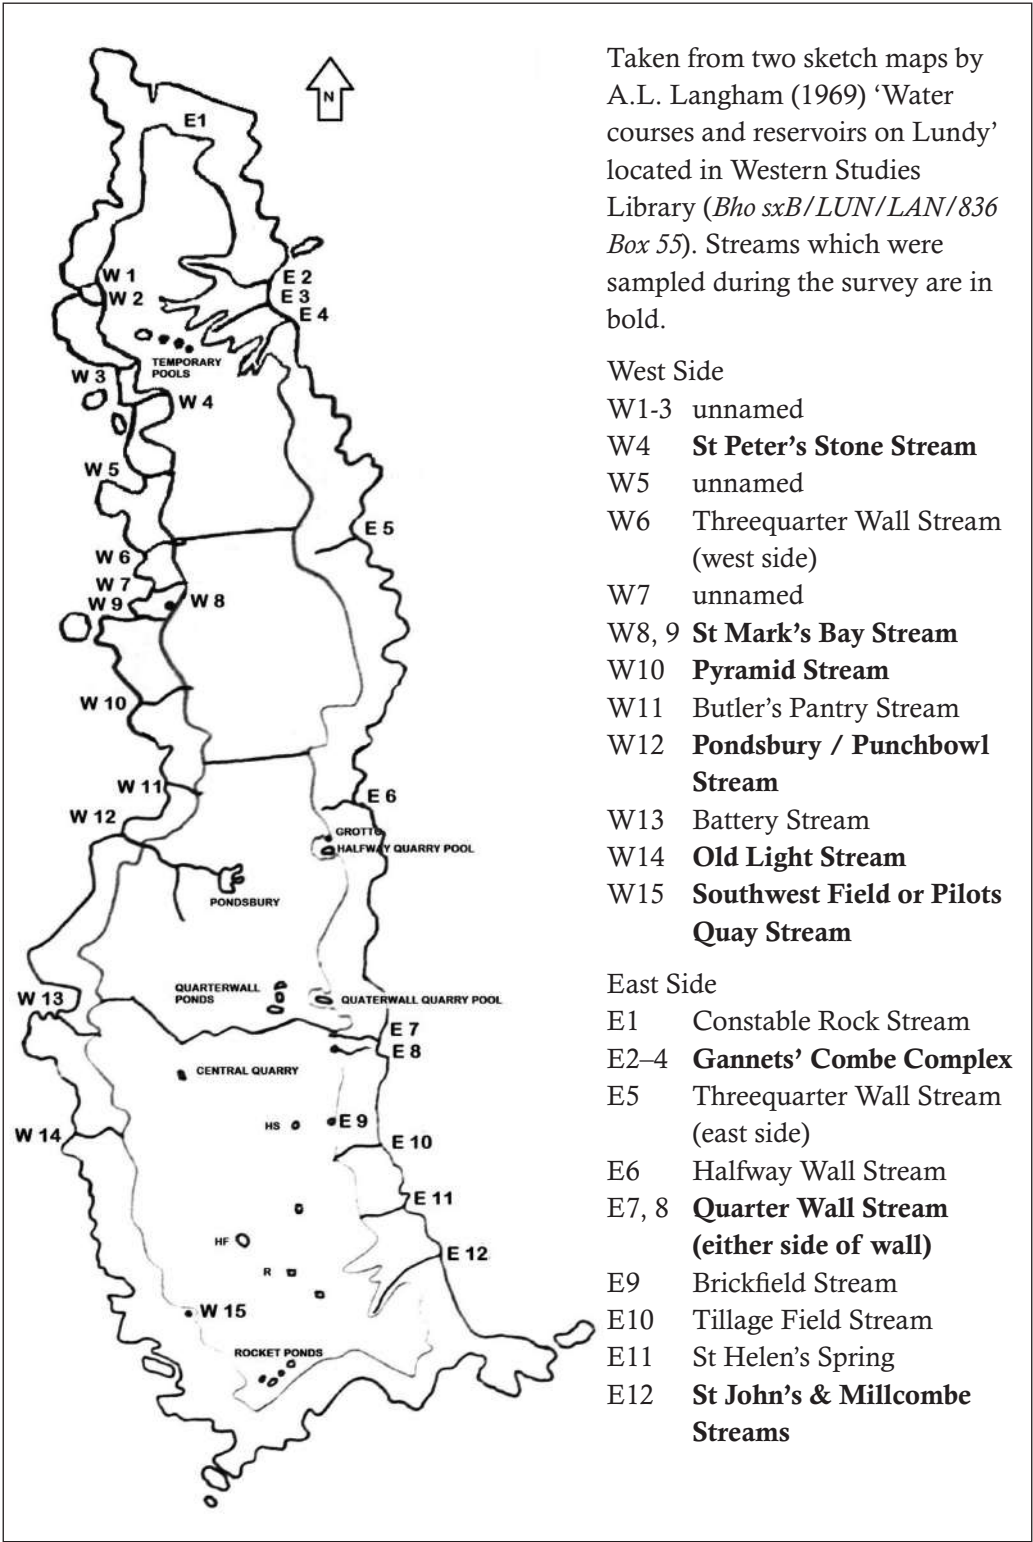 N
E1
W 1
W 2
E 2
E 3
E 4
TEMPORARY
POOLS
W 3
W 4
W 5
E 5
W 6
W 7
W 9
W 8
W 10
W 11
E 6
W 12
GROTTO
HALFWAY QUARRY POOL
PONDSBURY
QUARTERWALL
PONDS
W 13
QUATERWALL QUARRY POOL
E 7
E 8
CENTRAL QUARRY
HS
E 9
W 14
E 10
E 11
HF
E 12
R
W 15
ROCKET PONDS
Taken from two sketch maps by
A.L. Langham (1969) ‘Water
courses and reservoirs on Lundy’
located in Western Studies
Library (Bho sxB/LUN/LAN/836
Box 55). Streams which were
sampled during the survey are in
bold.
West Side
W1-3 unnamed
W4 St Peter’s Stone Stream
W5 unnamed
W6 Threequarter Wall Stream
(west side)
W7 unnamed
W8, 9 St Mark’s Bay Stream
W10 Pyramid Stream
W11 Butler’s Pantry Stream
W12 Pondsbury / Punchbowl
Stream
W13 Battery Stream
W14 Old Light Stream
W15 Southwest Field or Pilots
Quay Stream
East Side
E1 Constable Rock Stream
E2–4 Gannets’ Combe Complex
E5 Threequarter Wall Stream
(east side)
E6 Halfway Wall Stream
E7, 8 Quarter Wall Stream
(either side of wall)
E9 Brickfield Stream
E10 Tillage Field Stream
E11 St Helen’s Spring
E12 St John’s & Millcombe
Streams